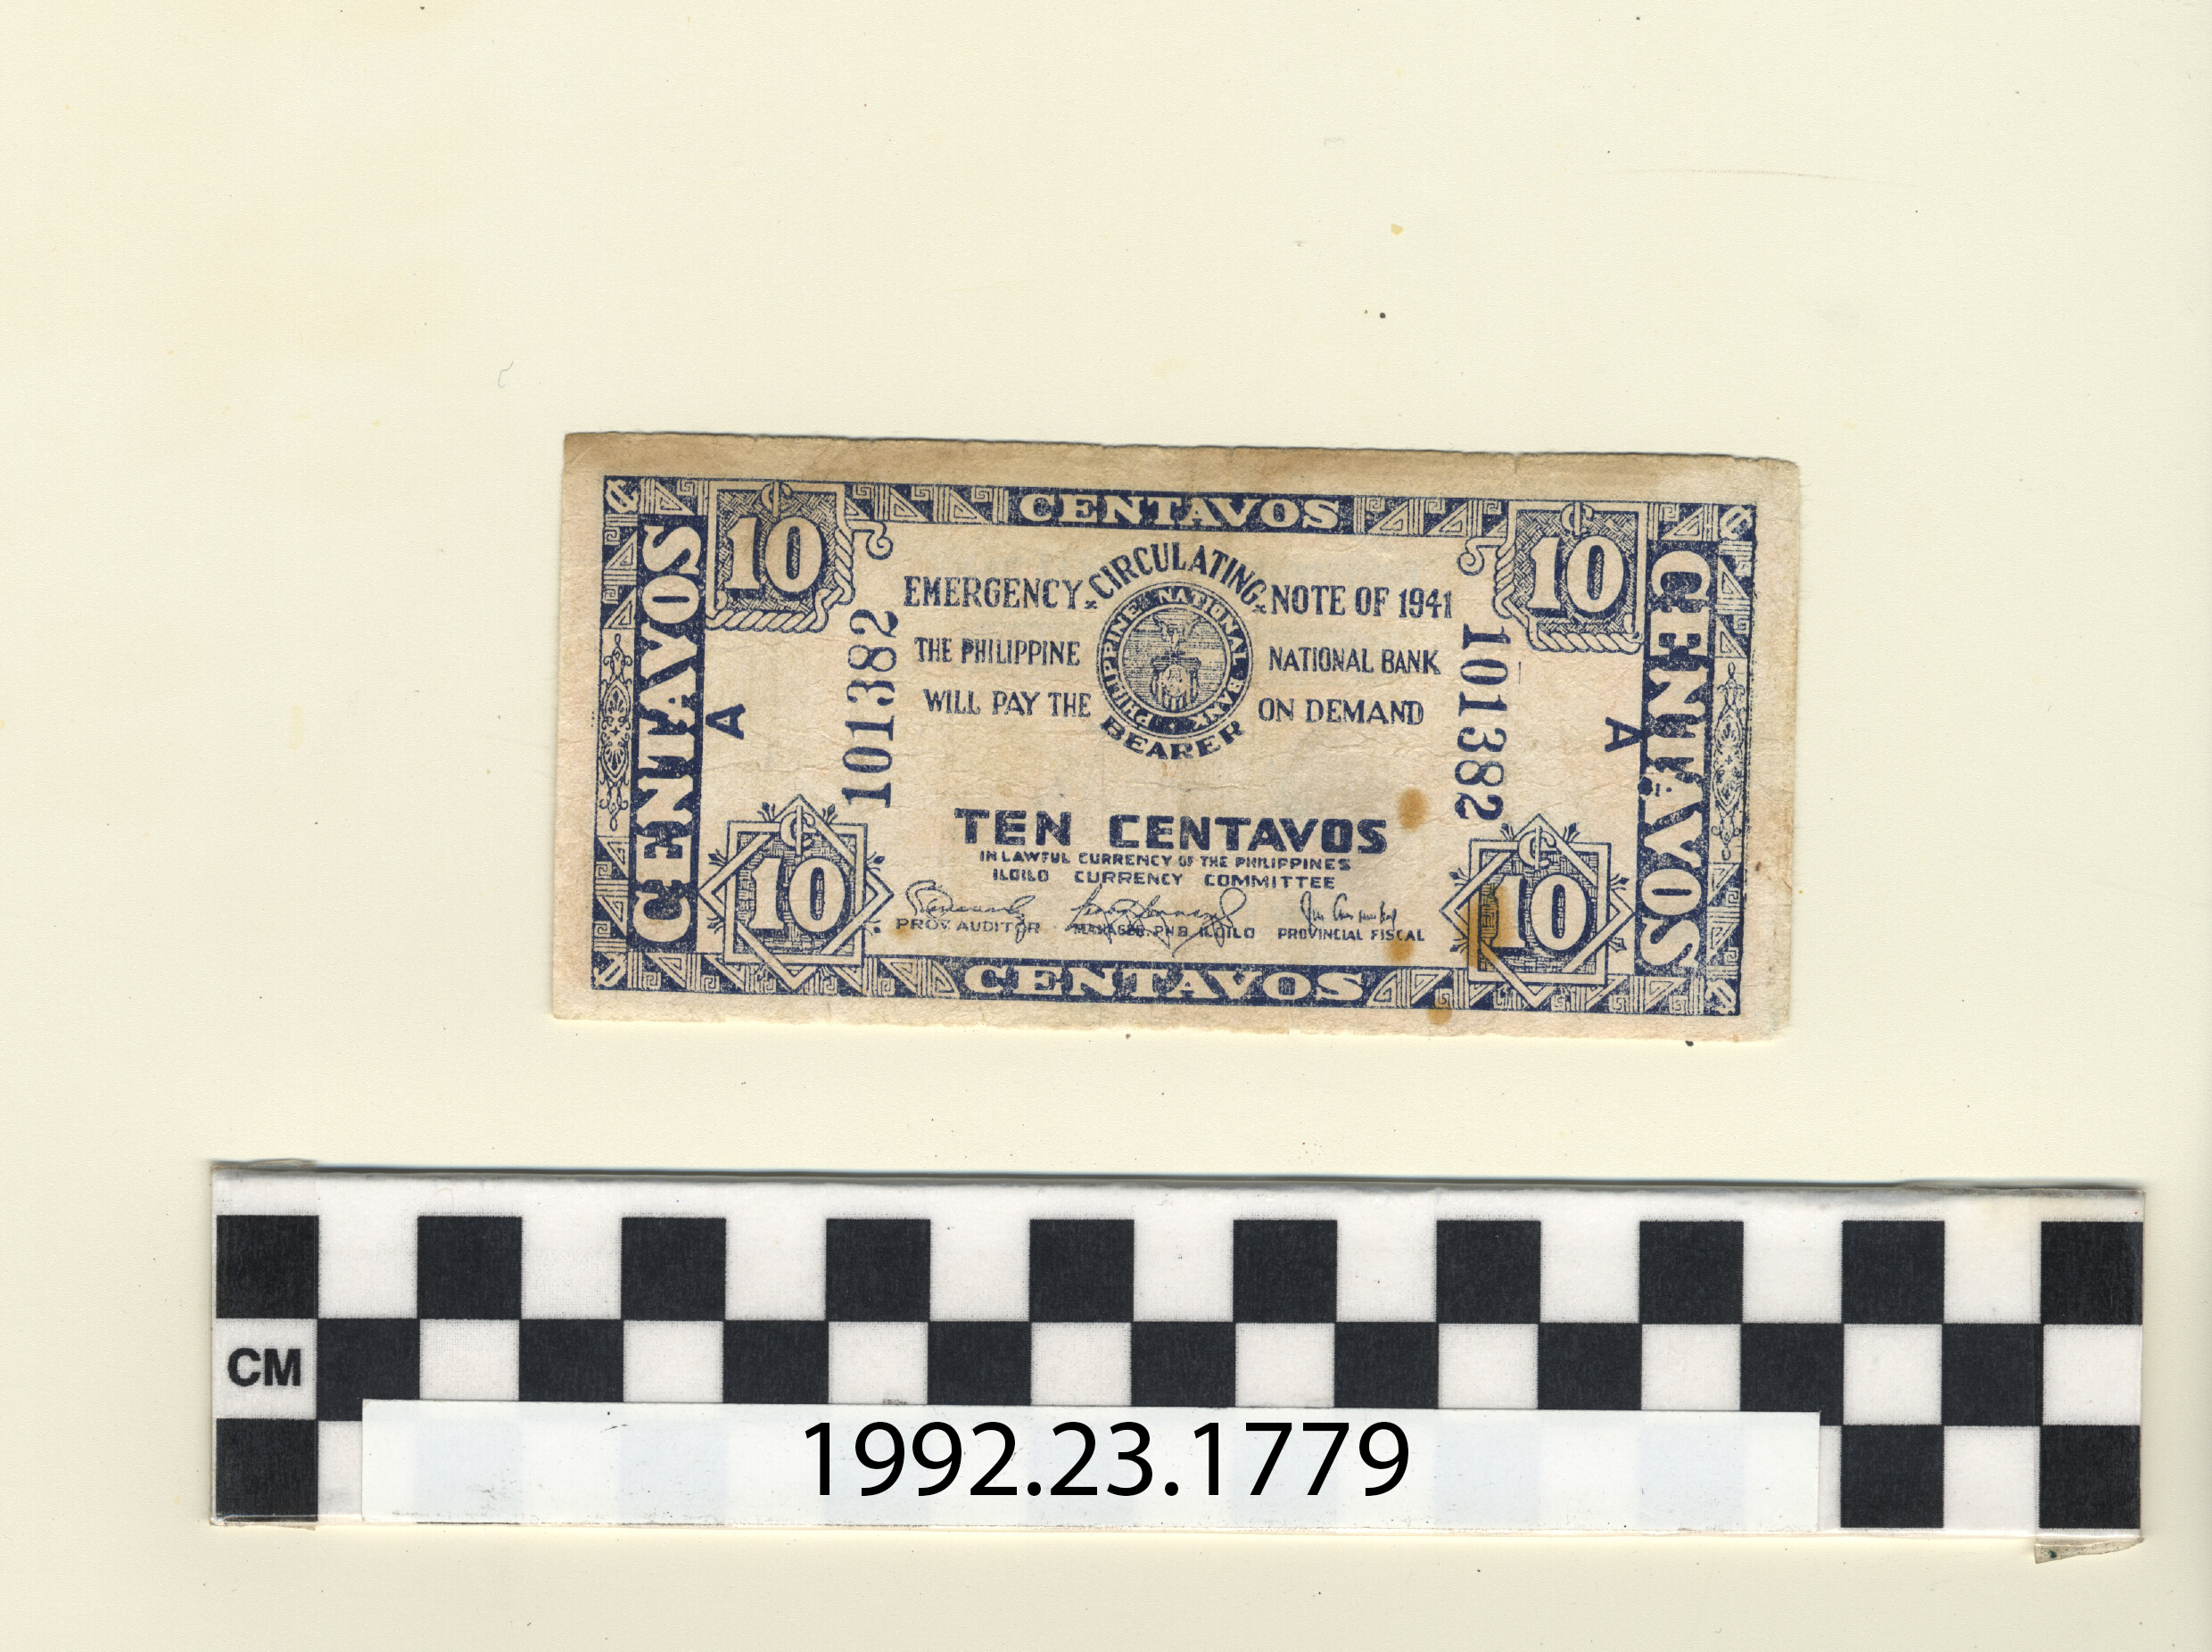 CENTAVOS
10
10
CENTAVOS
CENTAVOS
EMERGENCY CIRCULATING NOTE OF 1941
PHILIPPINE NATIONAL BANK
THE PHILIPPINE NATIONAL BANK
WILL PAY THE BEARER ON DEMAND
101382
101382
A
A
TEN CENTAVOS
IN LAWFUL CURRENCY OF THE PHILIPPINES
ILOILO CURRENCY COMMITTEE
PROV. AUDITOR MANAGER PNB ILOILO PROVINCIAL FISCAL
10
10
CENTAVOS
CM
1992.23.1779